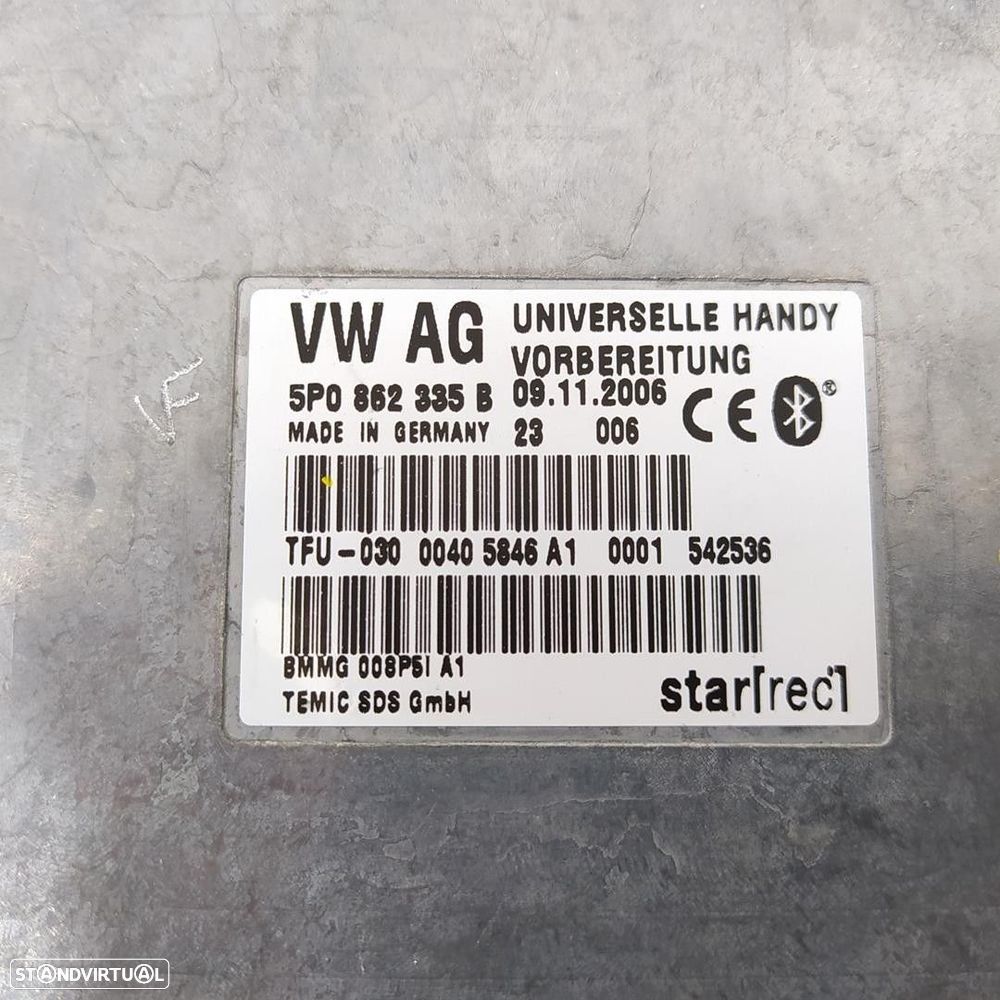 VW AG
UNIVERSELLE HANDY
VORBEREITUNG
5P0 862 335 B
09.11.2006
MADE IN GERMANY
23 006
CE
®
TFU-030 0040 5846 A1 0001 542536
BMMG 008P5I A1
TEMIC SDS GmbH
star[rec]
STANDVIRTUAL